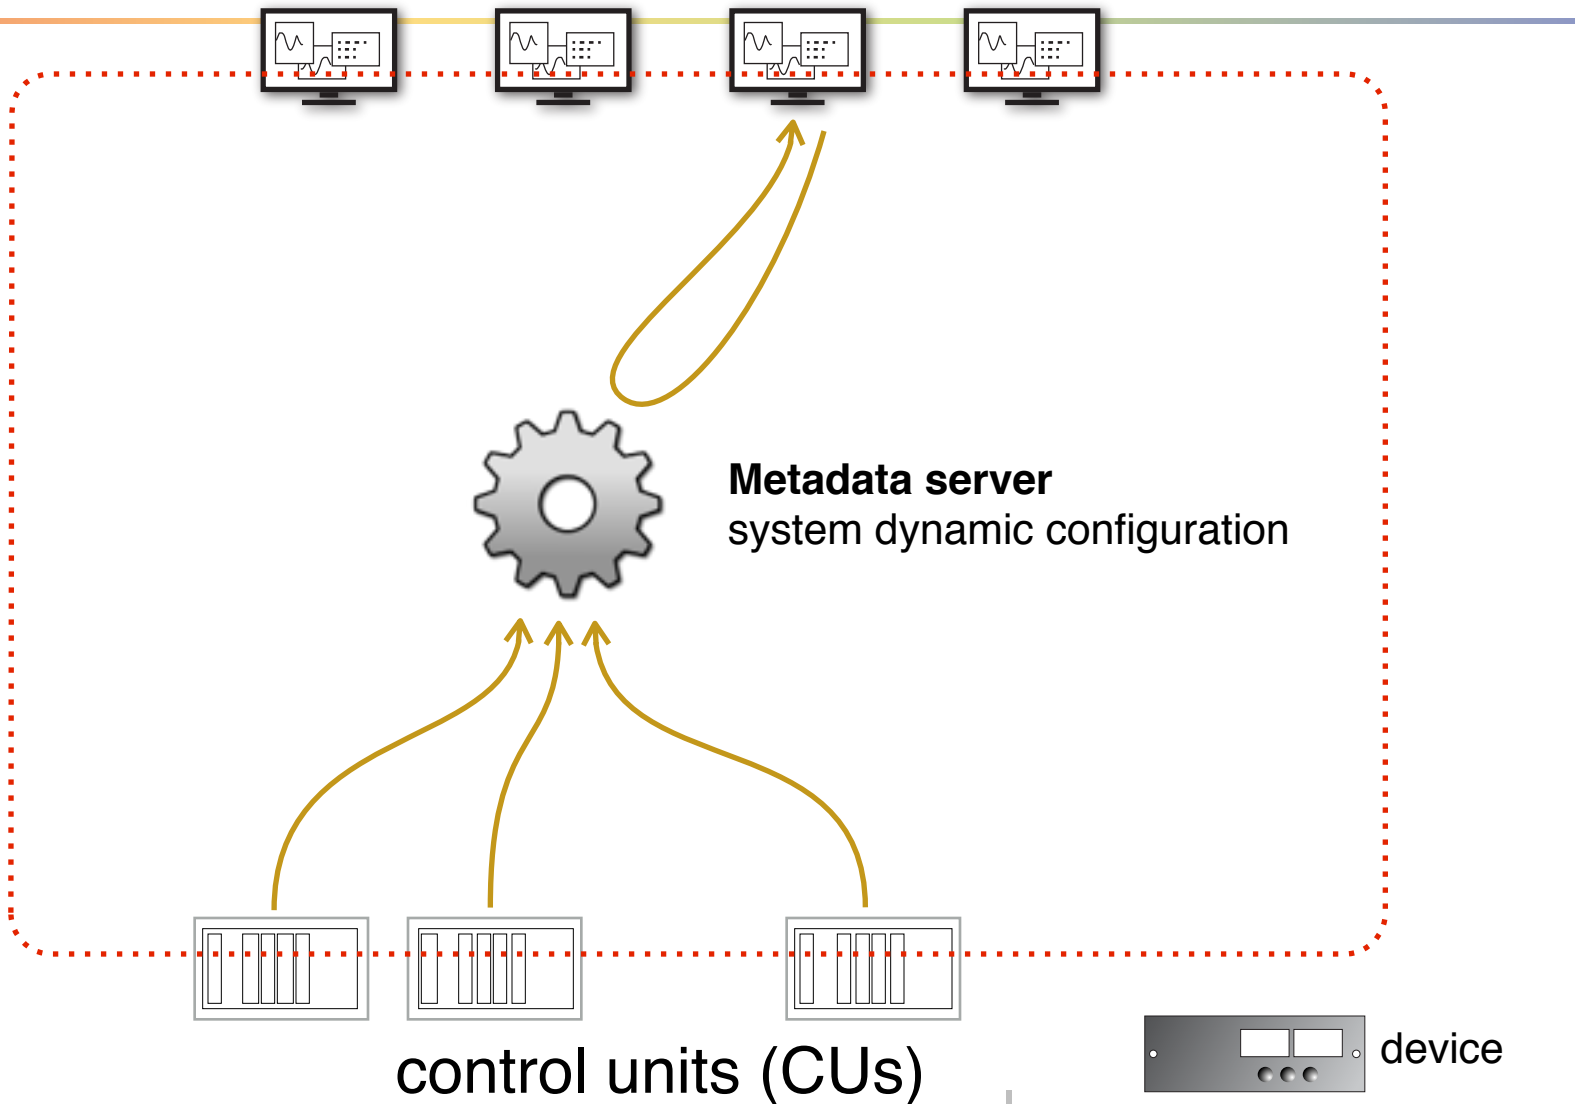 Metadata server
system dynamic configuration
control units (CUs)
device